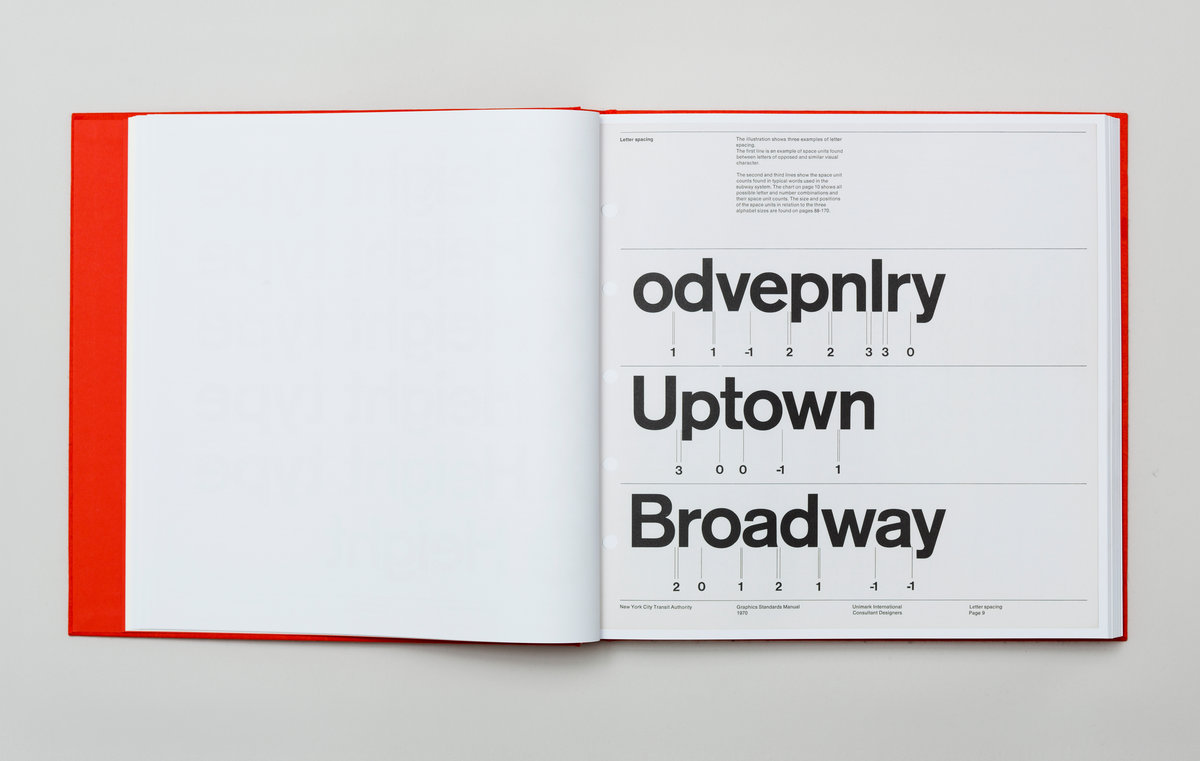 Letter spacing
The illustration shows three examples of letter
spacing.
The first line is an example of space units found
between letters of opposed and similar visual
character.
The second and third lines show the space unit
counts found in typical words used in the
subway system. The chart on page 10 shows all
possible letter and number combinations and
their space unit counts. The size and positions
of the space units in relation to the three
alphabet sizes are found on pages 88-170.
odvepnlry
1 1 -1 2 2 3 3 0
Uptown
3 0 0 -1 1
Broadway
2 0 1 2 1 -1 -1
New York City Transit Authority
Graphics Standards Manual
1970
Unimark International
Consultant Designers
Letter spacing
Page 9